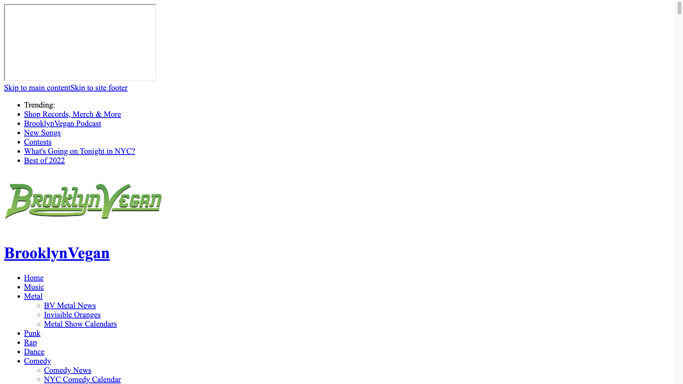 Skip to main contentSkip to site footer
Trending:
Shop Records, Merch & More
BrooklynVegan Podcast
New Songs
Contests
What's Going on Tonight in NYC?
Best of 2022
BrooklynVegan
BrooklynVegan
Home
Music
Metal
BV Metal News
Invisible Oranges
Metal Show Calendars
Punk
Rap
Dance
Comedy
Comedy News
NYC Comedy Calendar